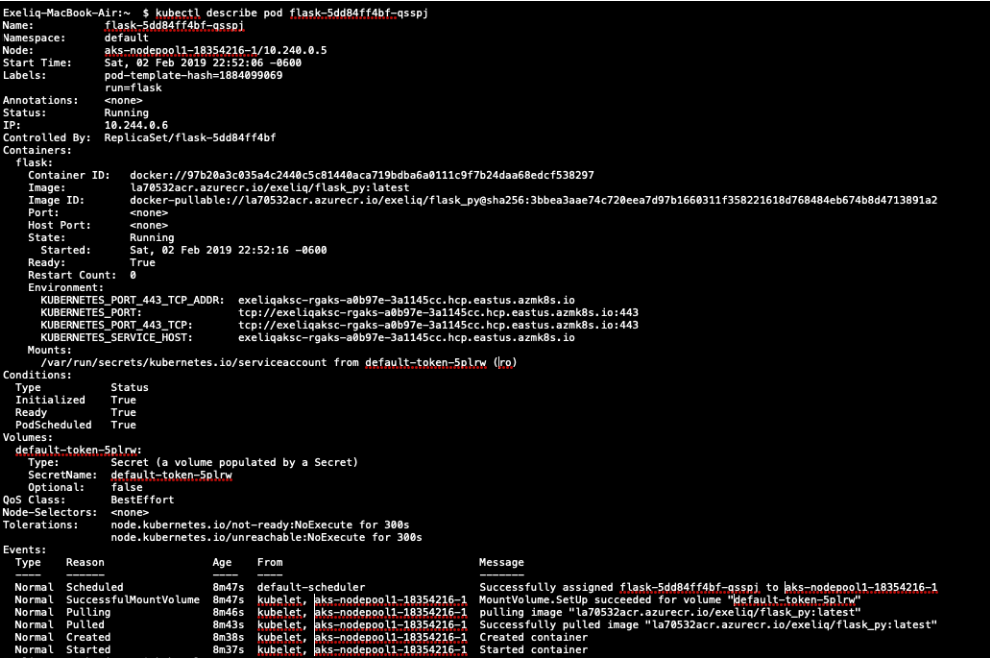 Exeliq-MacBook-Air:~  $ kubectl describe pod flask-5dd84ff4bf-qsspj
Name:           flask-5dd84ff4bf-qsspj
Namespace:      default
Node:           aks-nodepool1-18354216-1/10.240.0.5
Start Time:     Sat, 02 Feb 2019 22:52:06 -0600
Labels:         pod-template-hash=1884099069
                run=flask
Annotations:    <none>
Status:         Running
IP:             10.244.0.6
Controlled By:  ReplicaSet/flask-5dd84ff4bf
Containers:
  flask:
    Container ID:   docker://97b20a3c035a4c2440c5c81440aca719bdba6a0111c9f7b24daa68edcf538297
    Image:          la70532acr.azurecr.io/exeliq/flask_py:latest
    Image ID:       docker-pullable://la70532acr.azurecr.io/exeliq/flask_py@sha256:3bbea3aae74c720eea7d97b1660311f358221618d768484eb674b8d4713891a2
    Port:           <none>
    Host Port:      <none>
    State:          Running
      Started:      Sat, 02 Feb 2019 22:52:16 -0600
    Ready:          True
    Restart Count:  0
    Environment:
      KUBERNETES_PORT_443_TCP_ADDR:  exeliqaksc-rgaks-a0b97e-3a1145cc.hcp.eastus.azmk8s.io
      KUBERNETES_PORT:               tcp://exeliqaksc-rgaks-a0b97e-3a1145cc.hcp.eastus.azmk8s.io:443
      KUBERNETES_PORT_443_TCP:       tcp://exeliqaksc-rgaks-a0b97e-3a1145cc.hcp.eastus.azmk8s.io:443
      KUBERNETES_SERVICE_HOST:       exeliqaksc-rgaks-a0b97e-3a1145cc.hcp.eastus.azmk8s.io
    Mounts:
      /var/run/secrets/kubernetes.io/serviceaccount from default-token-5plrw (ro)
Conditions:
  Type           Status
  Initialized    True
  Ready          True
  PodScheduled   True
Volumes:
  default-token-5plrw:
    Type:        Secret (a volume populated by a Secret)
    SecretName:  default-token-5plrw
    Optional:    false
QoS Class:       BestEffort
Node-Selectors:  <none>
Tolerations:     node.kubernetes.io/not-ready:NoExecute for 300s
                 node.kubernetes.io/unreachable:NoExecute for 300s
Events:
  Type    Reason                 Age    From                               Message
  ----    ------                 ----   ----                               -------
  Normal  Scheduled              8m47s  default-scheduler                  Successfully assigned flask-5dd84ff4bf-qsspj to aks-nodepool1-18354216-1
  Normal  SuccessfulMountVolume  8m47s  kubelet, aks-nodepool1-18354216-1  MountVolume.SetUp succeeded for volume "default-token-5plrw"
  Normal  Pulling                8m46s  kubelet, aks-nodepool1-18354216-1  pulling image "la70532acr.azurecr.io/exeliq/flask_py:latest"
  Normal  Pulled                 8m43s  kubelet, aks-nodepool1-18354216-1  Successfully pulled image "la70532acr.azurecr.io/exeliq/flask_py:latest"
  Normal  Created                8m38s  kubelet, aks-nodepool1-18354216-1  Created container
  Normal  Started                8m37s  kubelet, aks-nodepool1-18354216-1  Started container